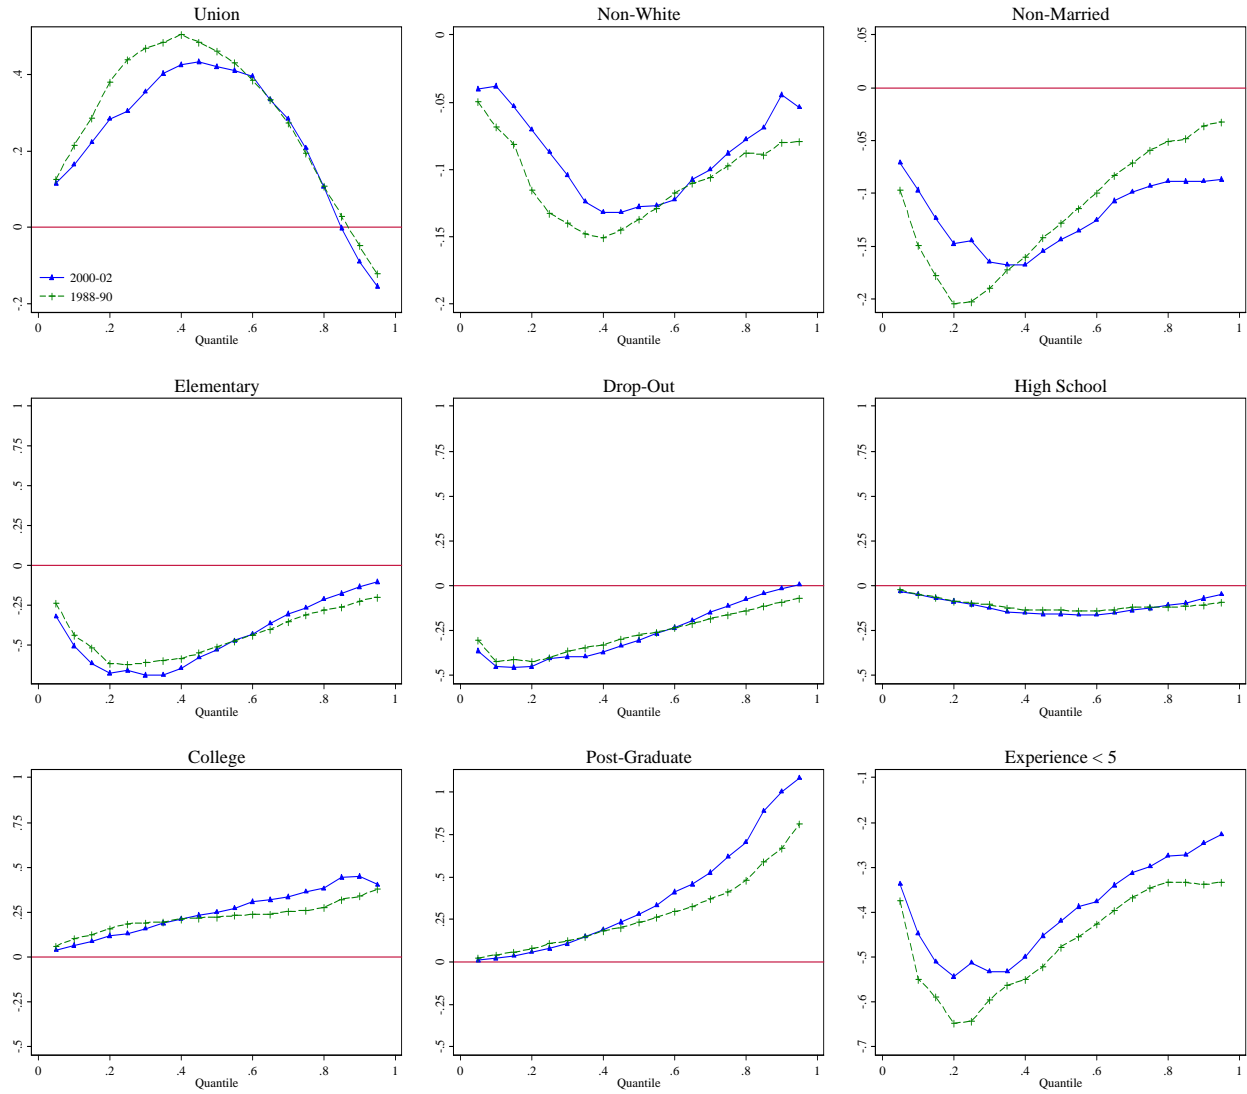 Union
.4
.2
0
-.2
2000-02
1988-90
0 .2 .4 .6 .8 1
Quantile
Non-White
0
-.05
-.1
-.15
-.2
0 .2 .4 .6 .8 1
Quantile
Non-Married
.05
0
-.05
-.1
-.15
-.2
0 .2 .4 .6 .8 1
Quantile
Elementary
1
.75
.5
.25
0
-.25
-.5
0 .2 .4 .6 .8 1
Quantile
Drop-Out
1
.75
.5
.25
0
-.25
-.5
0 .2 .4 .6 .8 1
Quantile
High School
1
.75
.5
.25
0
-.25
-.5
0 .2 .4 .6 .8 1
Quantile
College
1
.75
.5
.25
0
-.25
-.5
0 .2 .4 .6 .8 1
Quantile
Post-Graduate
1
.75
.5
.25
0
-.25
-.5
0 .2 .4 .6 .8 1
Quantile
Experience < 5
-.1
-.2
-.3
-.4
-.5
-.6
-.7
0 .2 .4 .6 .8 1
Quantile